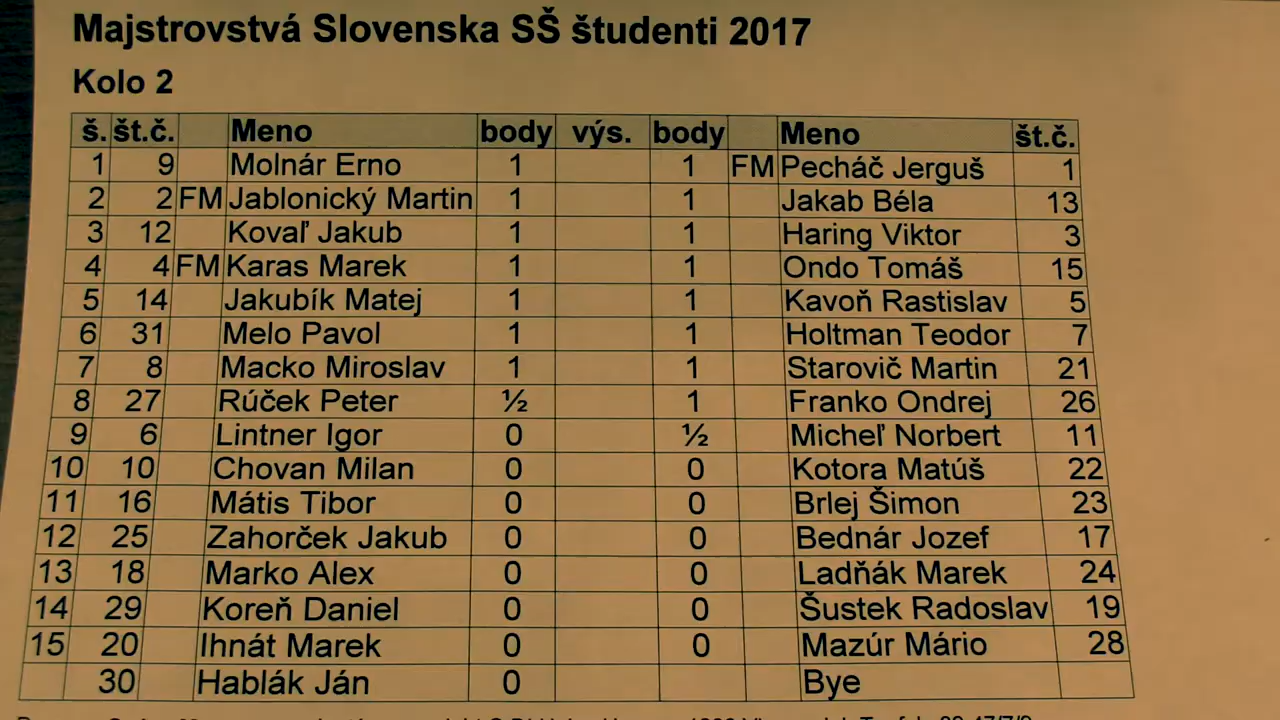 Majstrovstvá Slovenska SŠ študenti 2017
Kolo 2
š. št.č. Meno body výs. body Meno št.č.
1 9 Molnár Erno 1 1 FM Pecháč Jerguš 1
2 2 FM Jablonický Martin 1 1 Jakab Béla 13
3 12 Kovaľ Jakub 1 1 Haring Viktor 3
4 4 FM Karas Marek 1 1 Ondo Tomáš 15
5 14 Jakubík Matej 1 1 Kavoň Rastislav 5
6 31 Melo Pavol 1 1 Holtman Teodor 7
7 8 Macko Miroslav 1 1 Starovič Martin 21
8 27 Rúček Peter ½ 1 Franko Ondrej 26
9 6 Lintner Igor 0 ½ Micheľ Norbert 11
10 10 Chovan Milan 0 0 Kotora Matúš 22
11 16 Mátis Tibor 0 0 Brlej Šimon 23
12 25 Zahorček Jakub 0 0 Bednár Jozef 17
13 18 Marko Alex 0 0 Ladňák Marek 24
14 29 Koreň Daniel 0 0 Šustek Radoslav 19
15 20 Ihnát Marek 0 0 Mazúr Mário 28
30 Hablák Ján 0 Bye